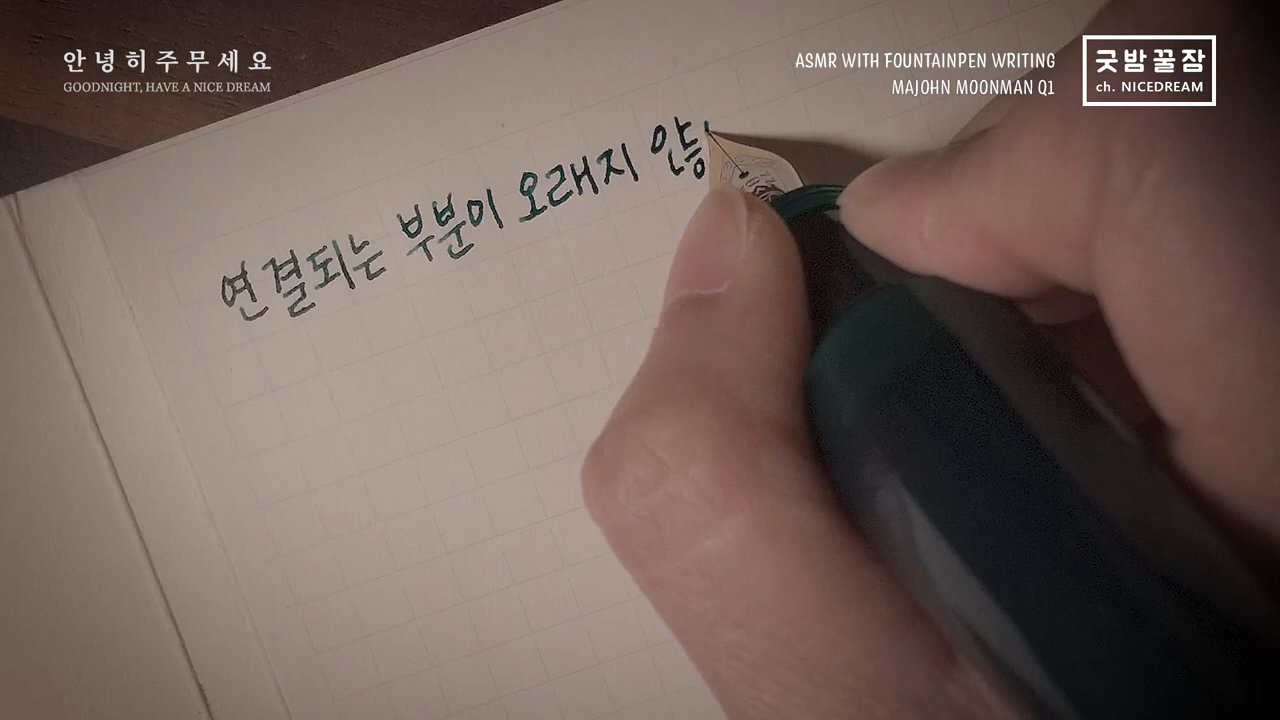 안녕히주무세요
GOODNIGHT, HAVE A NICE DREAM
ASMR WITH FOUNTAINPEN WRITING
MAJOHN MOONMAN Q1
굿밤꿀잠
ch. NICEDREAM
연결되는 부분이 오래지